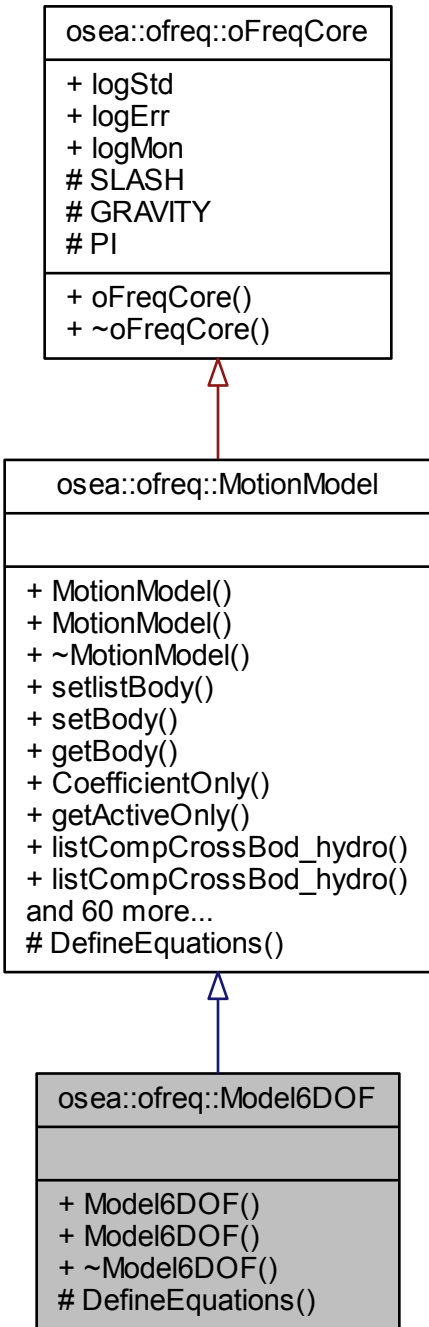 osea::ofreq::oFreqCore
+ logStd
+ logErr
+ logMon
# SLASH
# GRAVITY
# PI
+ oFreqCore()
+ ~oFreqCore()
osea::ofreq::MotionModel
+ MotionModel()
+ MotionModel()
+ ~MotionModel()
+ setlistBody()
+ setBody()
+ getBody()
+ CoefficientOnly()
+ getActiveOnly()
+ listCompCrossBod_hydro()
+ listCompCrossBod_hydro()
and 60 more...
# DefineEquations()
osea::ofreq::Model6DOF
+ Model6DOF()
+ Model6DOF()
+ ~Model6DOF()
# DefineEquations()